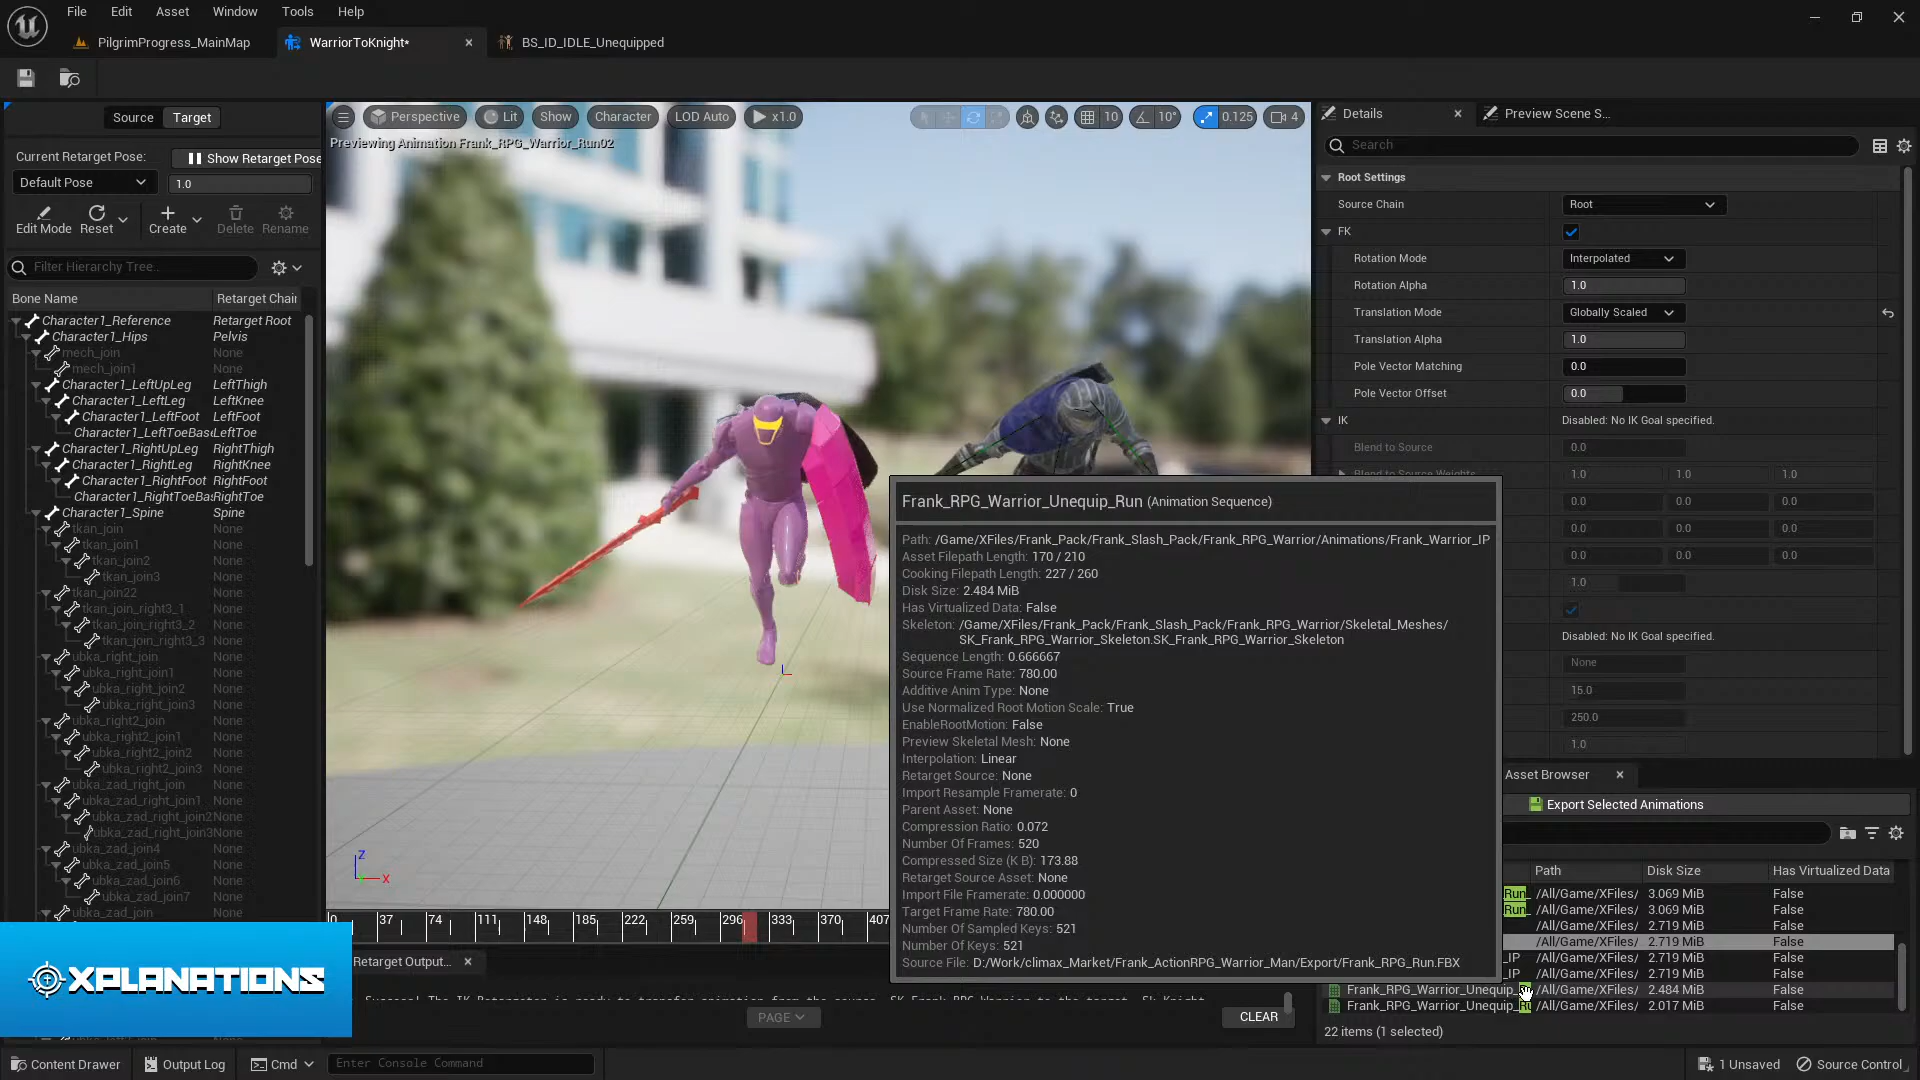 File Edit Asset Window Tools Help
PilgrimProgress_MainMap WarriorToKnight* BS_ID_IDLE_Unequipped
Source Target
Current Retarget Pose: Show Retarget Pose
Default Pose 1.0
Edit Mode Reset Create Delete Rename
Filter Hierarchy Tree...
Bone Name Retarget Chain
Character1_Reference Retarget Root
Character1_Hips Pelvis
mech_join None
mech_join1 None
Character1_LeftUpLeg LeftThigh
Character1_LeftLeg LeftKnee
Character1_LeftFoot LeftFoot
Character1_LeftToeBase LeftToe
Character1_RightUpLeg RightThigh
Character1_RightLeg RightKnee
Character1_RightFoot RightFoot
Character1_RightToeBas RightToe
Character1_Spine Spine
tkan_join None
tkan_join1 None
tkan_join2 None
tkan_join3 None
tkan_join22 None
tkan_join_right3_1 None
tkan_join_right3_2 None
tkan_join_right3_3 None
ubka_right_join None
ubka_right_join1 None
ubka_right_join2 None
ubka_right_join3 None
ubka_right2_join None
ubka_right2_join1 None
ubka_right2_join2 None
ubka_right2_join3 None
ubka_zad_right_join None
ubka_zad_right_join1 None
ubka_zad_right_join2 None
ubka_zad_right_join3 None
ubka_zad_join4 None
ubka_zad_join5 None
ubka_zad_join6 None
ubka_zad_join7 None
ubka_zad_join None
XPLANATIONS
Perspective Lit Show Character LOD Auto x1.0 10 10° 0.125 4
Previewing Animation Frank_RPG_Warrior_Run02
Z
X
0 37 74 111 148 185 222 259 296 333 370 407
Retarget Output...
PAGE CLEAR
Frank_RPG_Warrior_Unequip_Run (Animation Sequence)
Path: /Game/XFiles/Frank_Pack/Frank_Slash_Pack/Frank_RPG_Warrior/Animations/Frank_Warrior_IP
Asset Filepath Length: 170 / 210
Cooking Filepath Length: 227 / 260
Disk Size: 2.484 MiB
Has Virtualized Data: False
Skeleton: /Game/XFiles/Frank_Pack/Frank_Slash_Pack/Frank_RPG_Warrior/Skeletal_Meshes/
SK_Frank_RPG_Warrior_Skeleton.SK_Frank_RPG_Warrior_Skeleton
Sequence Length: 0.666667
Source Frame Rate: 780.00
Additive Anim Type: None
Use Normalized Root Motion Scale: True
EnableRootMotion: False
Preview Skeletal Mesh: None
Interpolation: Linear
Retarget Source: None
Import Resample Framerate: 0
Parent Asset: None
Compression Ratio: 0.072
Number Of Frames: 520
Compressed Size (K B): 173.88
Retarget Source Asset: None
Import File Framerate: 0.000000
Target Frame Rate: 780.00
Number Of Sampled Keys: 521
Number Of Keys: 521
Source File: D:/Work/climax_Market/Frank_ActionRPG_Warrior_Man/Export/Frank_RPG_Run.FBX
Details Preview Scene S...
Search
Root Settings
Source Chain Root
FK
Rotation Mode Interpolated
Rotation Alpha 1.0
Translation Mode Globally Scaled
Translation Alpha 1.0
Pole Vector Matching 0.0
Pole Vector Offset 0.0
IK Disabled: No IK Goal specified.
Blend to Source 0.0
Blend to Source Weights 1.0 1.0 1.0
0.0 0.0 0.0
0.0 0.0 0.0
0.0 0.0 0.0
1.0
Disabled: No IK Goal specified.
None
15.0
250.0
1.0
Asset Browser
Export Selected Animations
Path Disk Size Has Virtualized Data
Run_ /All/Game/XFiles/ 3.069 MiB False
Run_ /All/Game/XFiles/ 3.069 MiB False
/All/Game/XFiles/ 2.719 MiB False
/All/Game/XFiles/ 2.719 MiB False
_IP /All/Game/XFiles/ 2.719 MiB False
_IP /All/Game/XFiles/ 2.719 MiB False
Frank_RPG_Warrior_Unequip_ /All/Game/XFiles/ 2.484 MiB False
Frank_RPG_Warrior_Unequip_Ru /All/Game/XFiles/ 2.017 MiB False
22 items (1 selected)
Content Drawer Output Log Cmd Enter Console Command 1 Unsaved Source Control